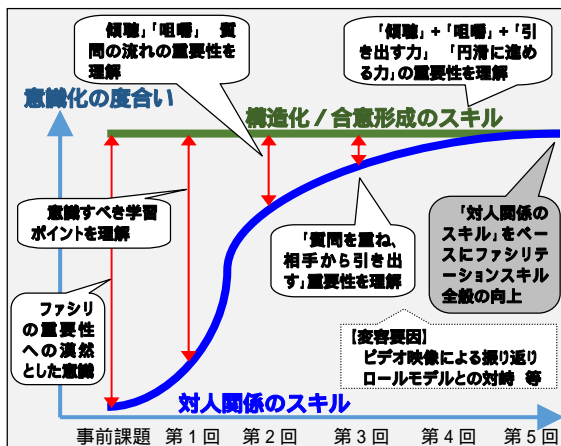 「傾聴」「咀嚼」 質
問の流れの重要性を
理解
「傾聴」+「咀嚼」+「引
き出す力」「円滑に進め
る力」の重要性を理解
意識化の度合い
構造化/合意形成のスキル
意識すべき学習
ポイントを理解
「質問を重ね、
相手から引き出
す」重要性を理解
「対人関係の
スキル」をベー
スにファシリ
テーションスキル
全般の向上
ファシリ
の重要性
への漠然
とした意識
【変容要因】
ビデオ映像による振り返り
ロールモデルとの対峙 等
対人関係のスキル
事前課題 第1回 第2回 第3回 第4回 第5回